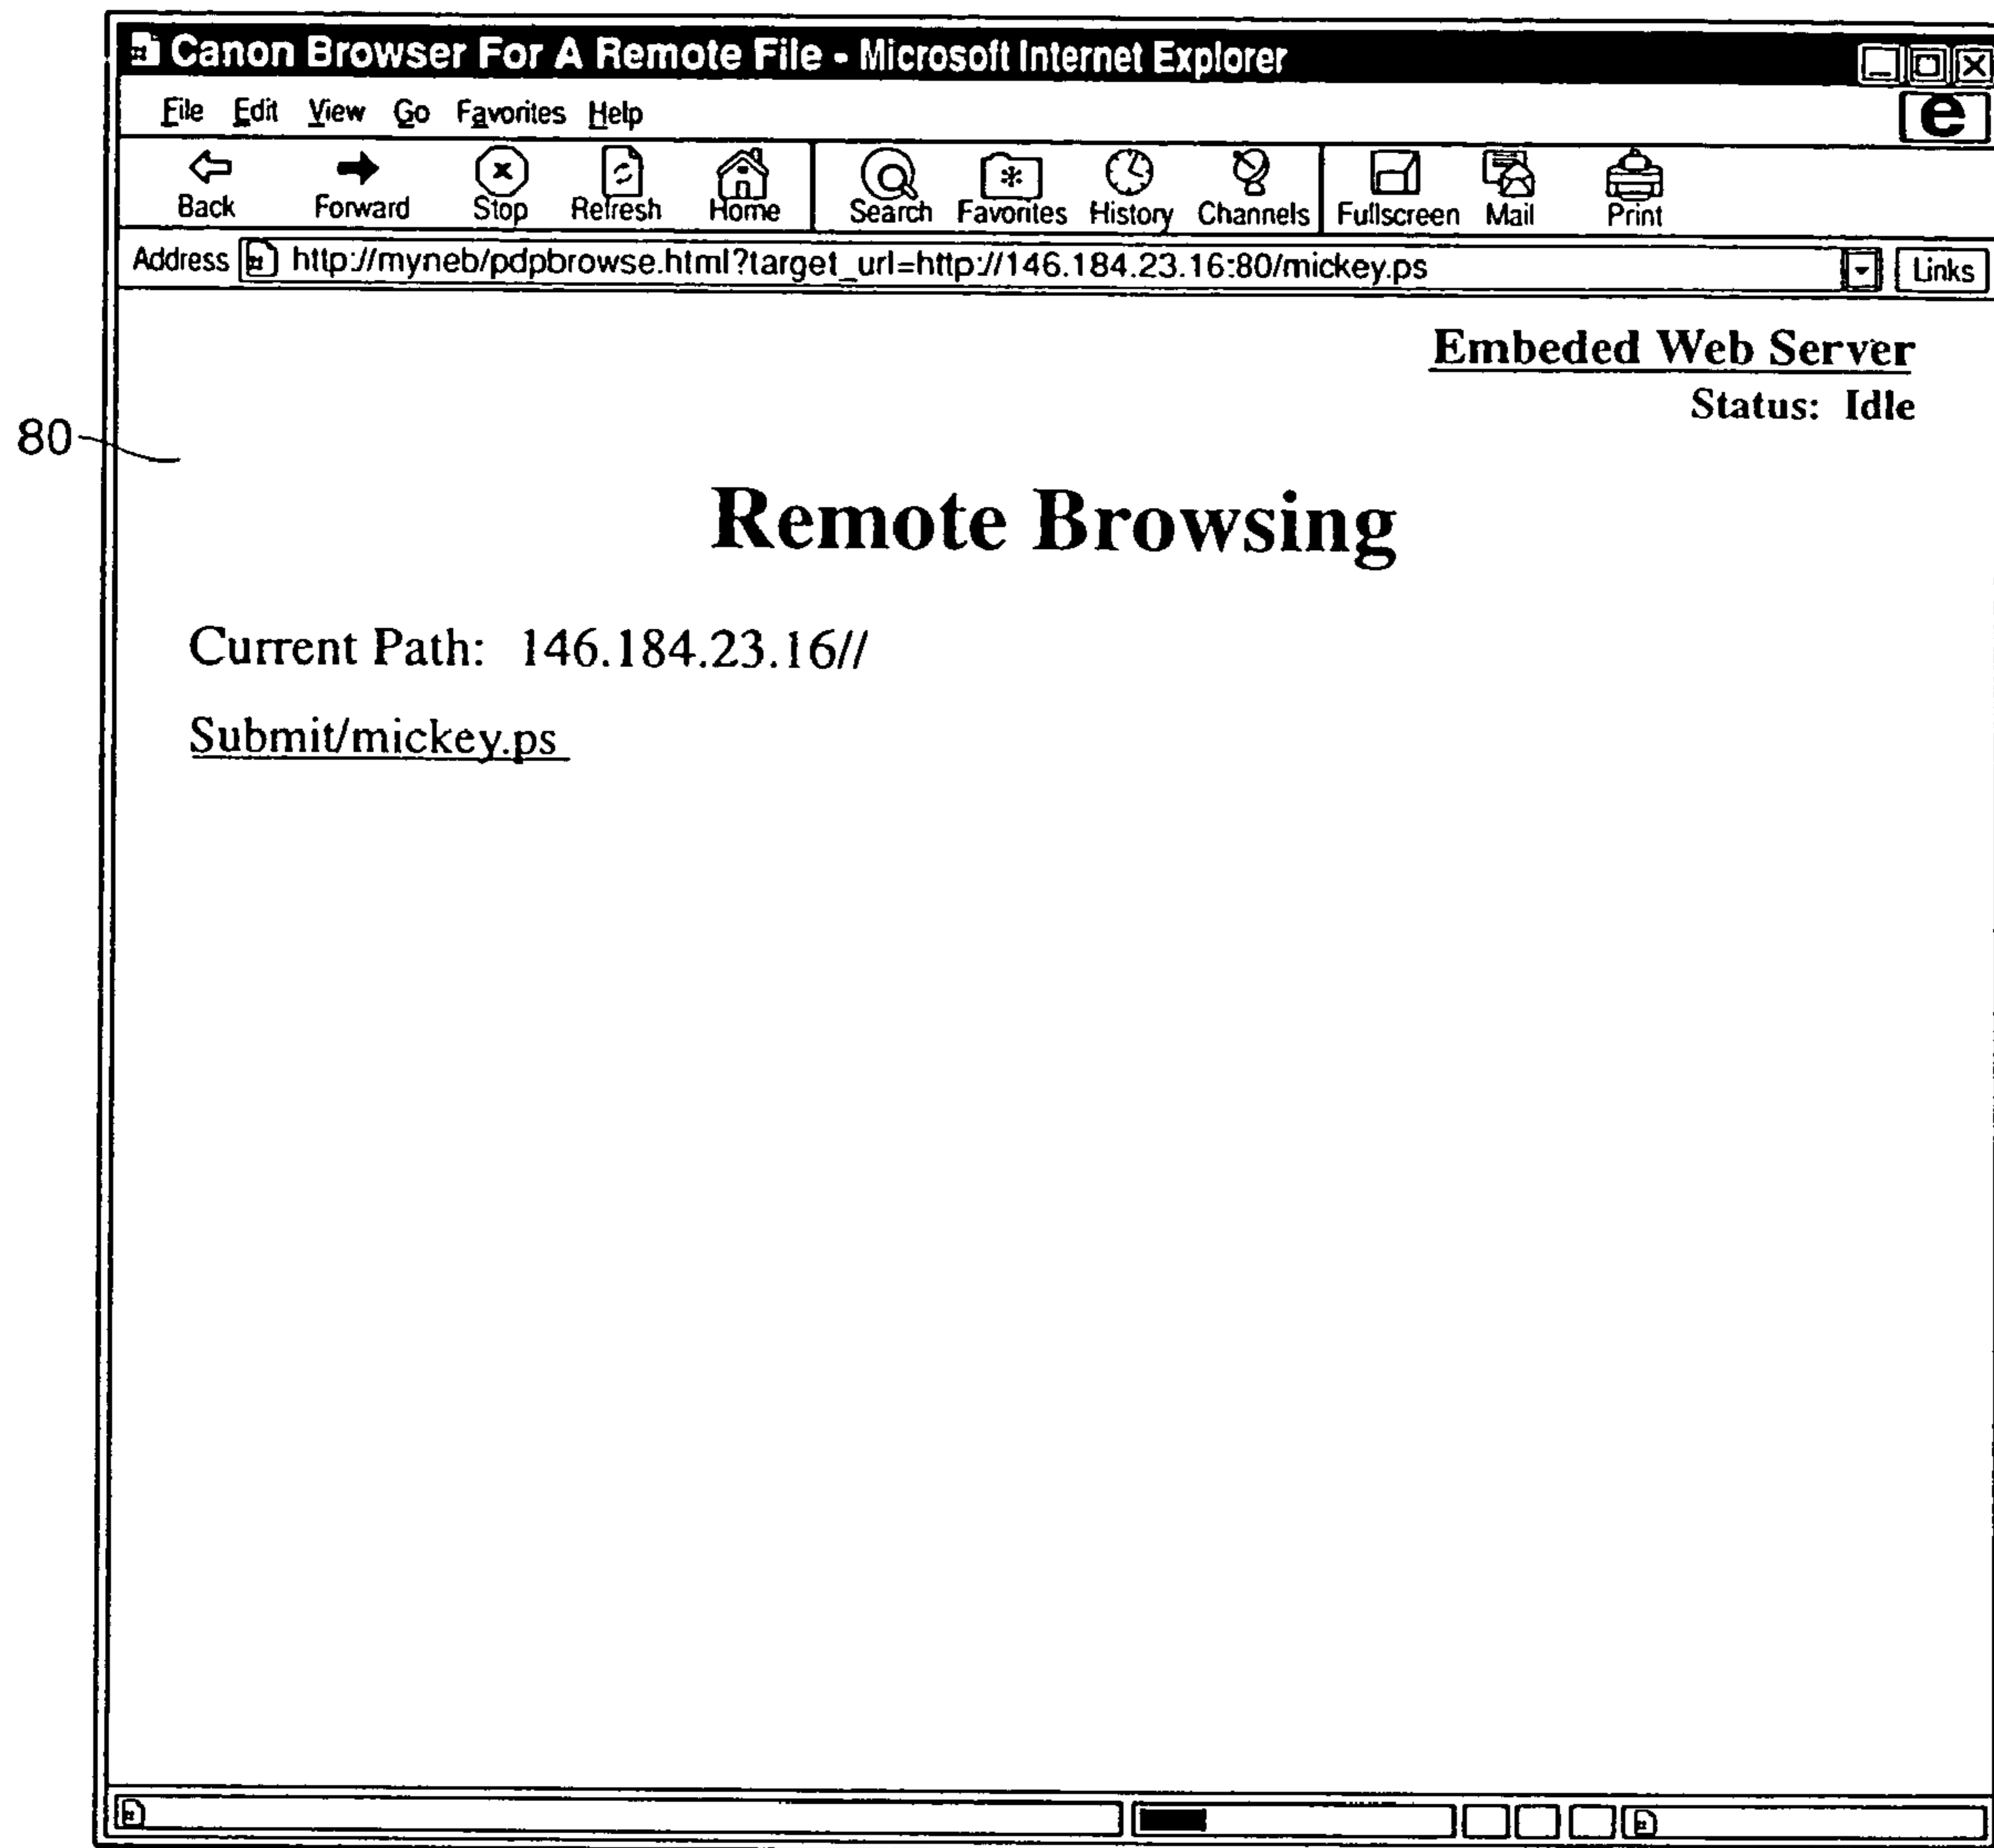 Canon Browser For A Remote File - Microsoft Internet Explorer
File Edit View Go Favorites Help
e
Back Forward Stop Refresh Home Search Favorites History Channels Fullscreen Mail Print
Address http://myneb/pdpbrowse.html?target_url=http://146.184.23.16:80/mickey.ps Links
Embeded Web Server
Status: Idle
80
Remote Browsing
Current Path: 146.184.23.16//
Submit/mickey.ps